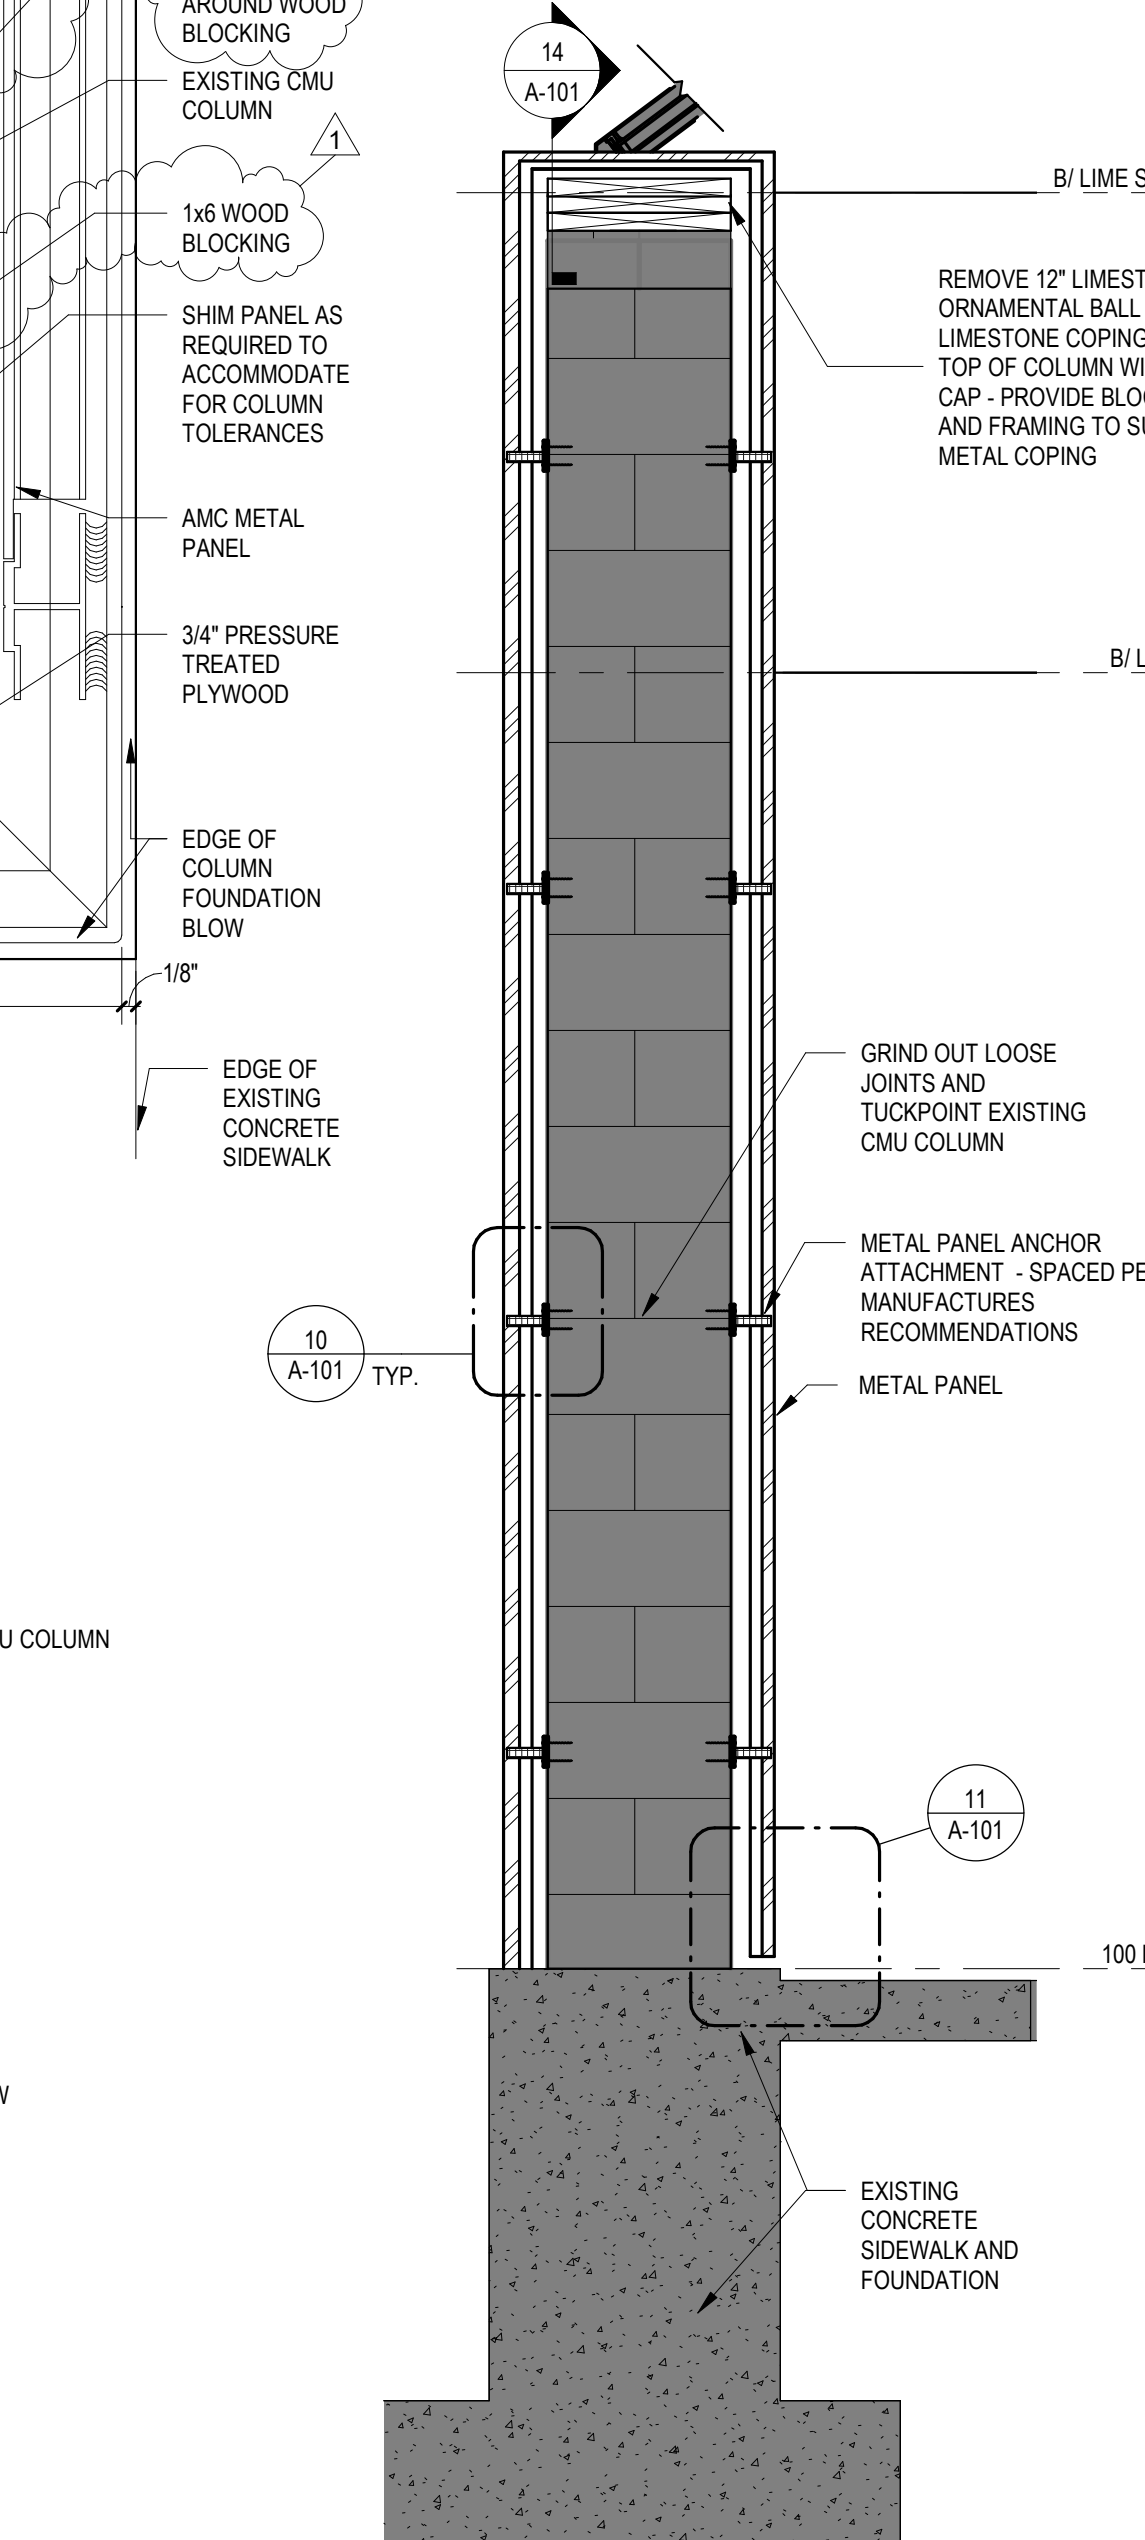 AROUND WOOD
BLOCKING
EXISTING CMU
COLUMN
1
1x6 WOOD
BLOCKING
SHIM PANEL AS
REQUIRED TO
ACCOMMODATE
FOR COLUMN
TOLERANCES
AMC METAL
PANEL
3/4" PRESSURE
TREATED
PLYWOOD
EDGE OF
COLUMN
FOUNDATION
BLOW
1/8"
EDGE OF
EXISTING
CONCRETE
SIDEWALK
U COLUMN
W
14
A-101
B/ LIME S
REMOVE 12" LIMEST
ORNAMENTAL BALL
LIMESTONE COPING
TOP OF COLUMN WI
CAP - PROVIDE BLO
AND FRAMING TO SU
METAL COPING
B/ L
GRIND OUT LOOSE
JOINTS AND
TUCKPOINT EXISTING
CMU COLUMN
METAL PANEL ANCHOR
ATTACHMENT - SPACED PE
MANUFACTURES
RECOMMENDATIONS
METAL PANEL
10
A-101
TYP.
11
A-101
100
EXISTING
CONCRETE
SIDEWALK AND
FOUNDATION